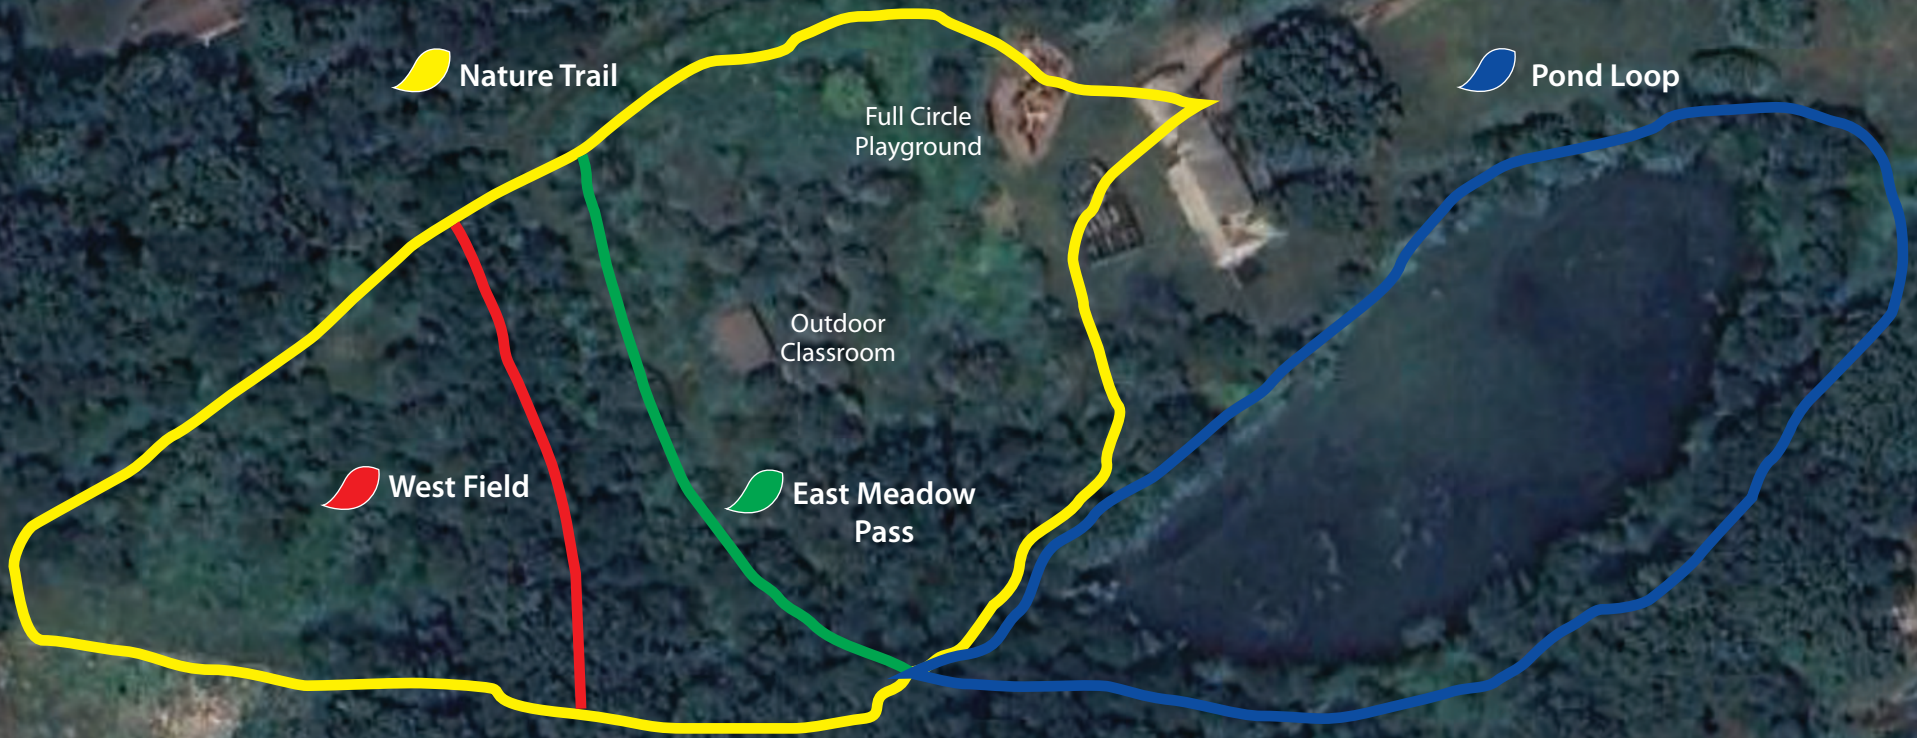 Nature Trail
Pond Loop
Full Circle
Playground
Outdoor
Classroom
West Field
East Meadow
Pass